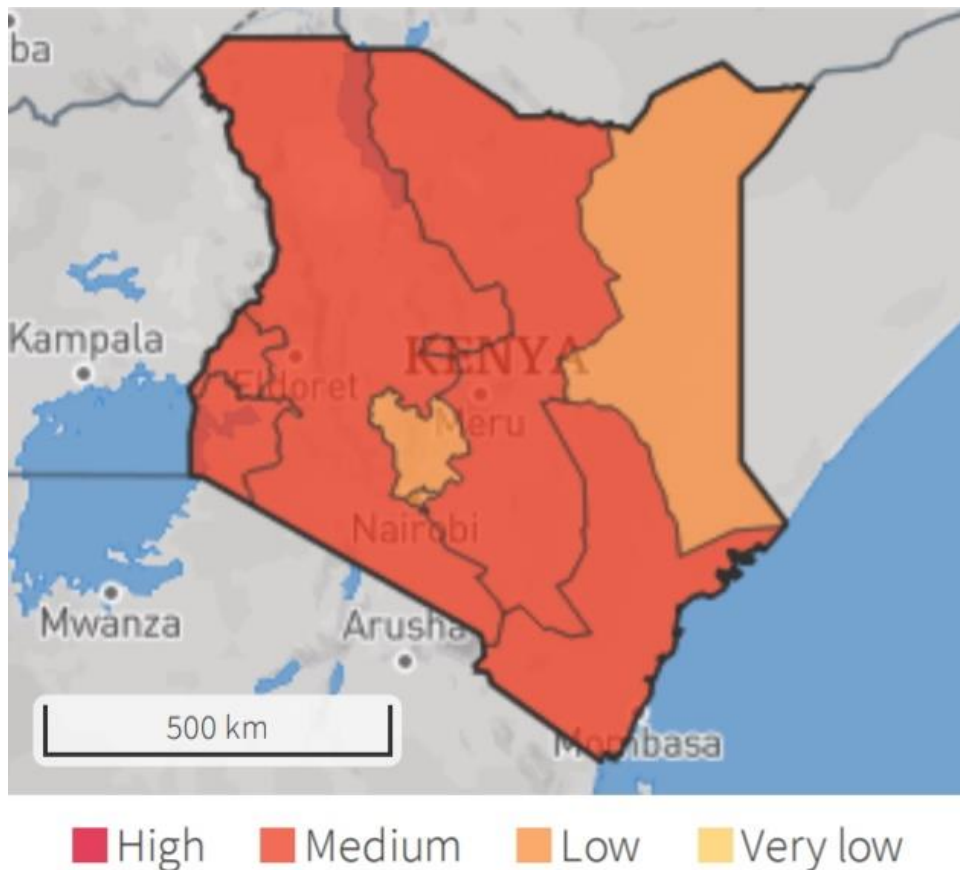 ba
Kampala
KENYA
Eldoret
Meru
Nairobi
Mwanza
Arusha
500 km
Mombasa
High Medium Low Very low